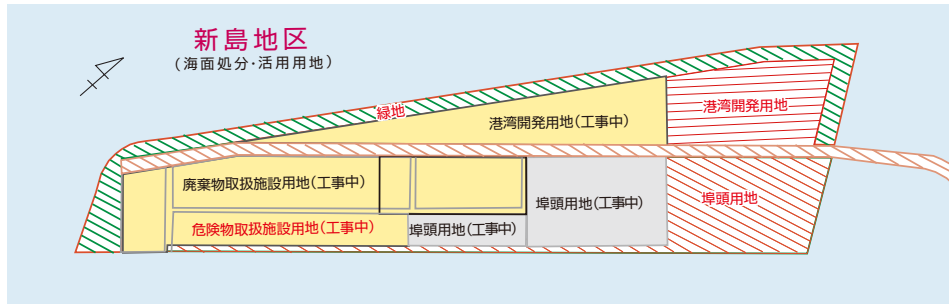 新島地区
(海面処分・活用用地)
緑地
港湾開発用地(工事中)
港湾開発用地
廃棄物取扱施設用地(工事中)
埠頭用地(工事中)
埠頭用地
危険物取扱施設用地(工事中)
埠頭用地(工事中)